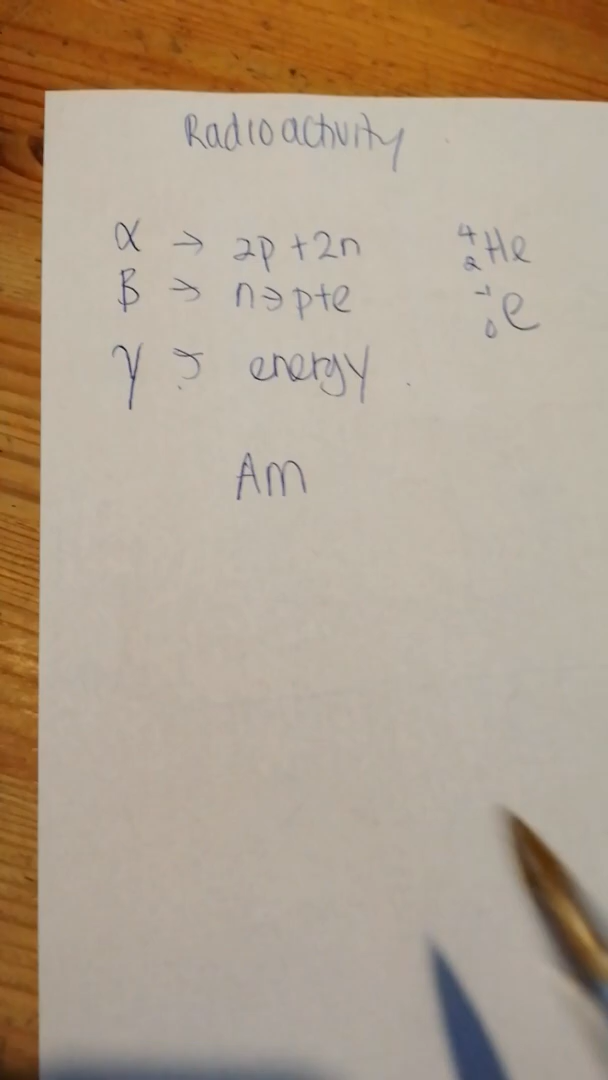 Radioactivity
α → 2p + 2n ⁴₂He
β → n→p+e ⁻¹₀e
γ → energy
Am